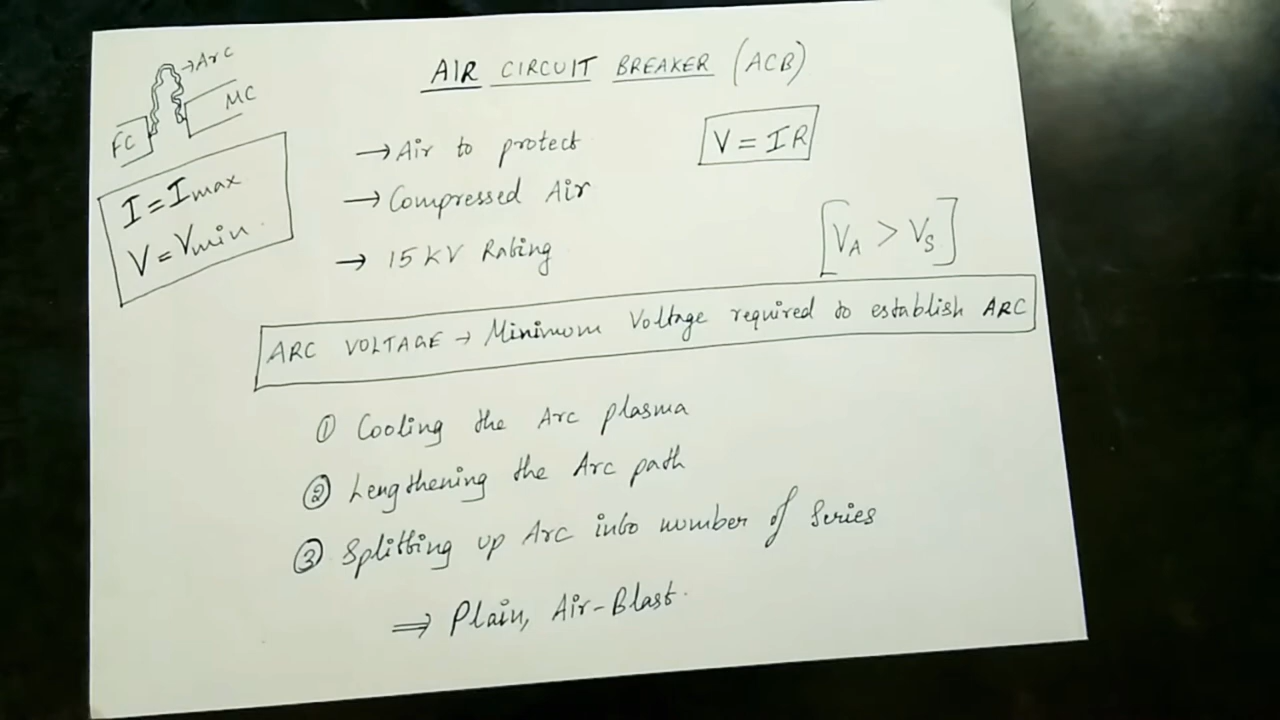 AIR CIRCUIT BREAKER (ACB)
→ Arc
FC
MC
I = Imax
V = Vmin.
→ Air to protect
→ Compressed Air
→ 15 kV Rating
V = IR
[VA > VS]
ARC VOLTAGE → Minimum Voltage required to establish ARC
① Cooling the Arc plasma
② Lengthening the Arc path
③ Splitting up Arc into number of Series
⇒ Plain, Air-Blast.